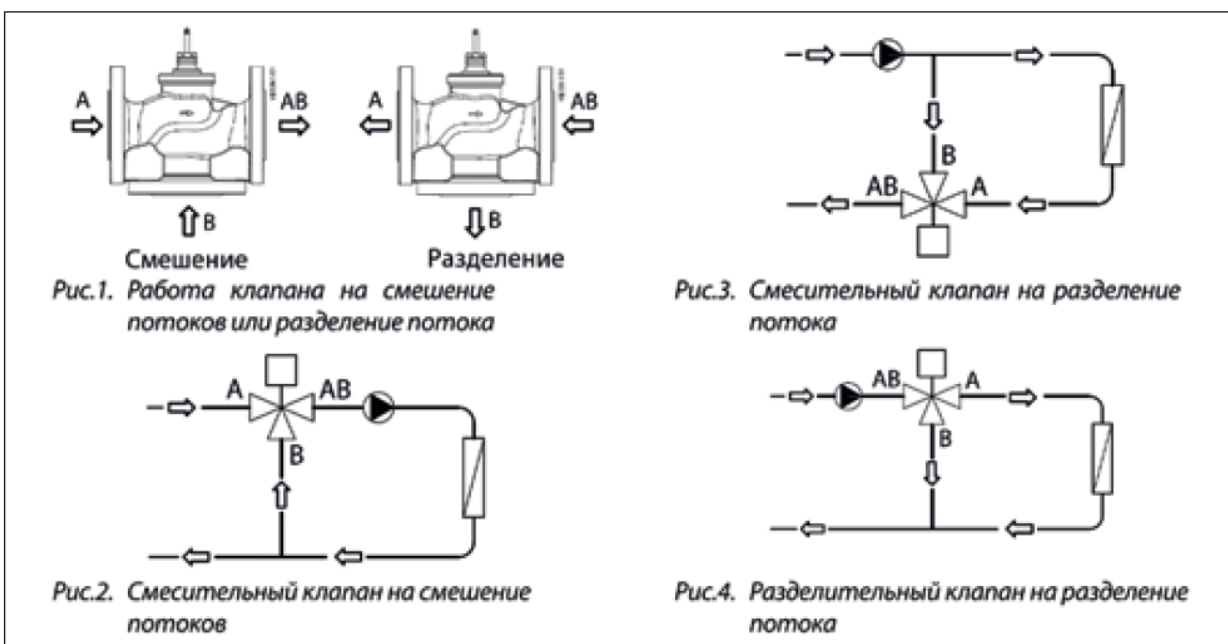 A
AB
B
Смешение
A
AB
B
Разделение
Рис.1. Работа клапана на смешение
потоков или разделение потока
B
AB
A
Рис.3. Смесительный клапан на разделение
потока
A
AB
B
Рис.2. Смесительный клапан на смешение
потоков
AB
A
B
Рис.4. Разделительный клапан на разделение
потока